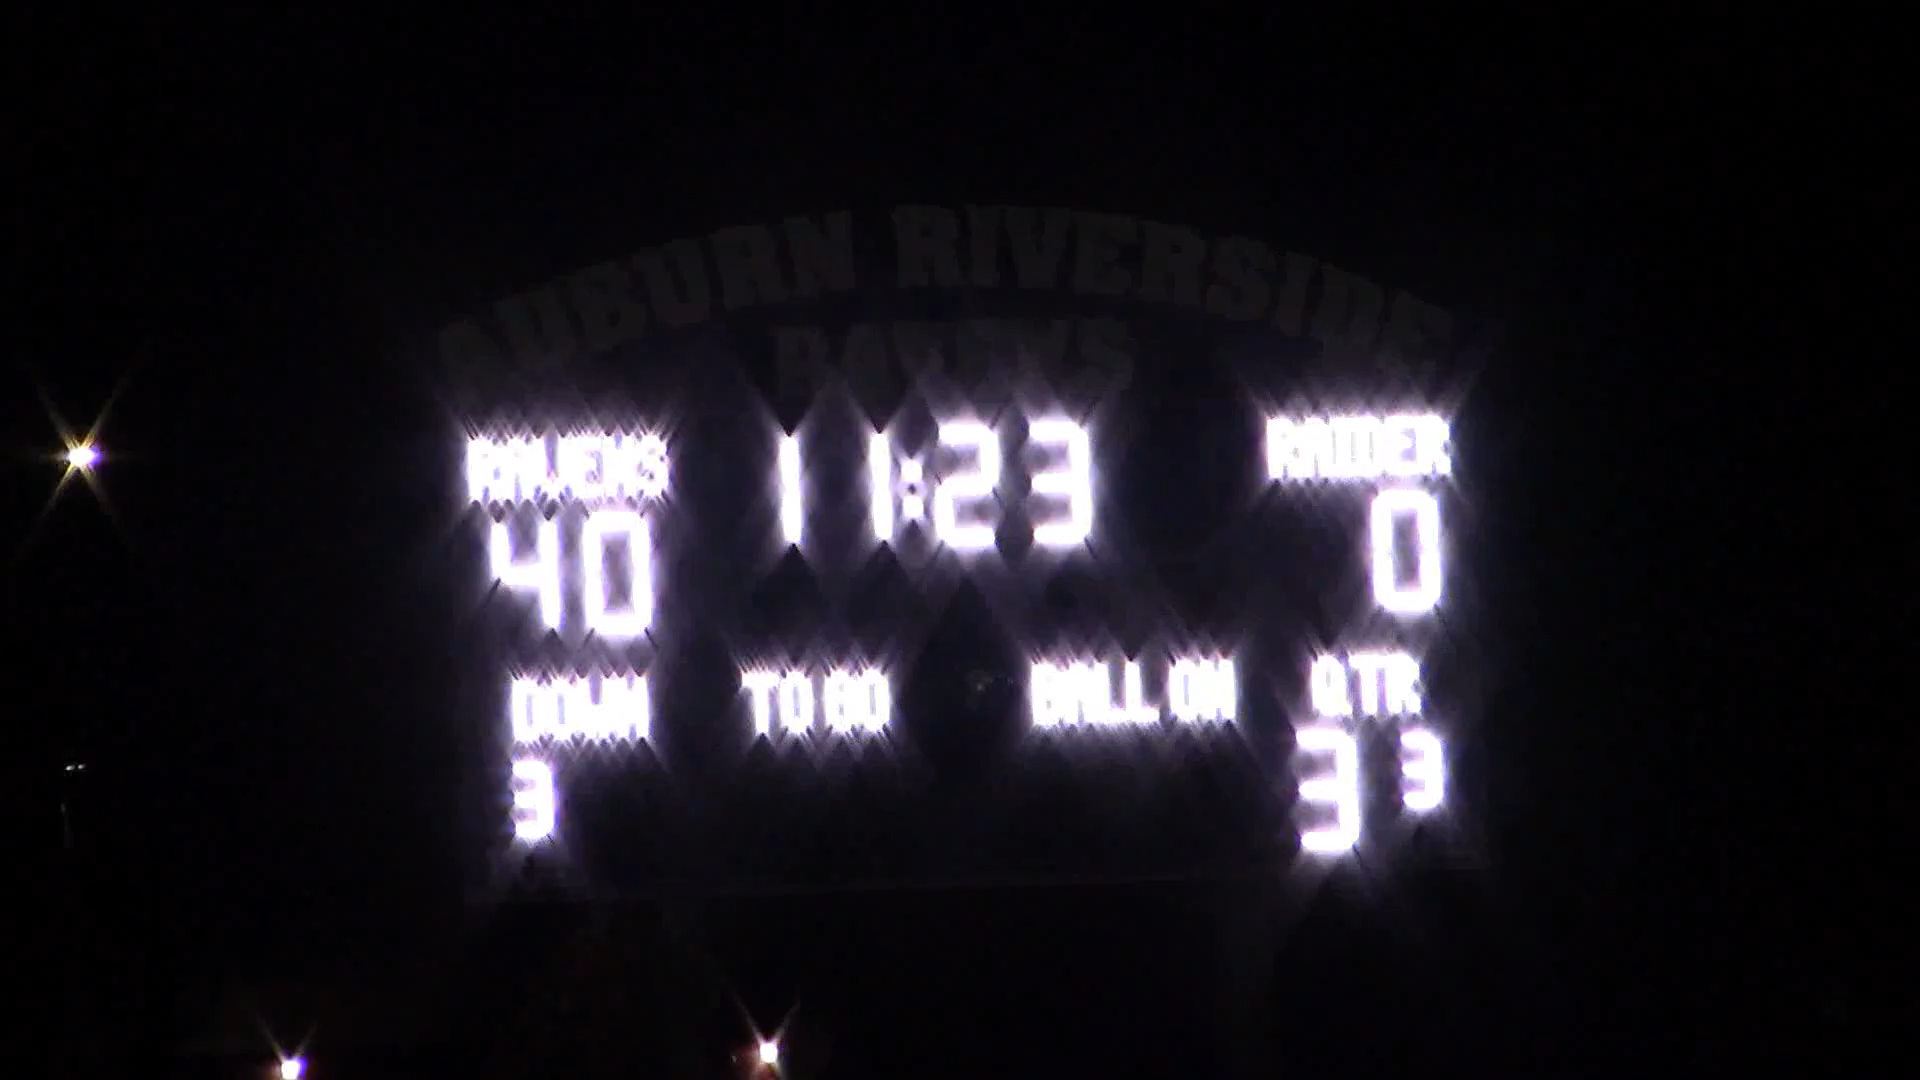 AUBURN RIVERSIDE
RAVENS
RAVENS 11:23 RAIDER
40 0
DOWN TO GO BALL ON QTR
3 3 3